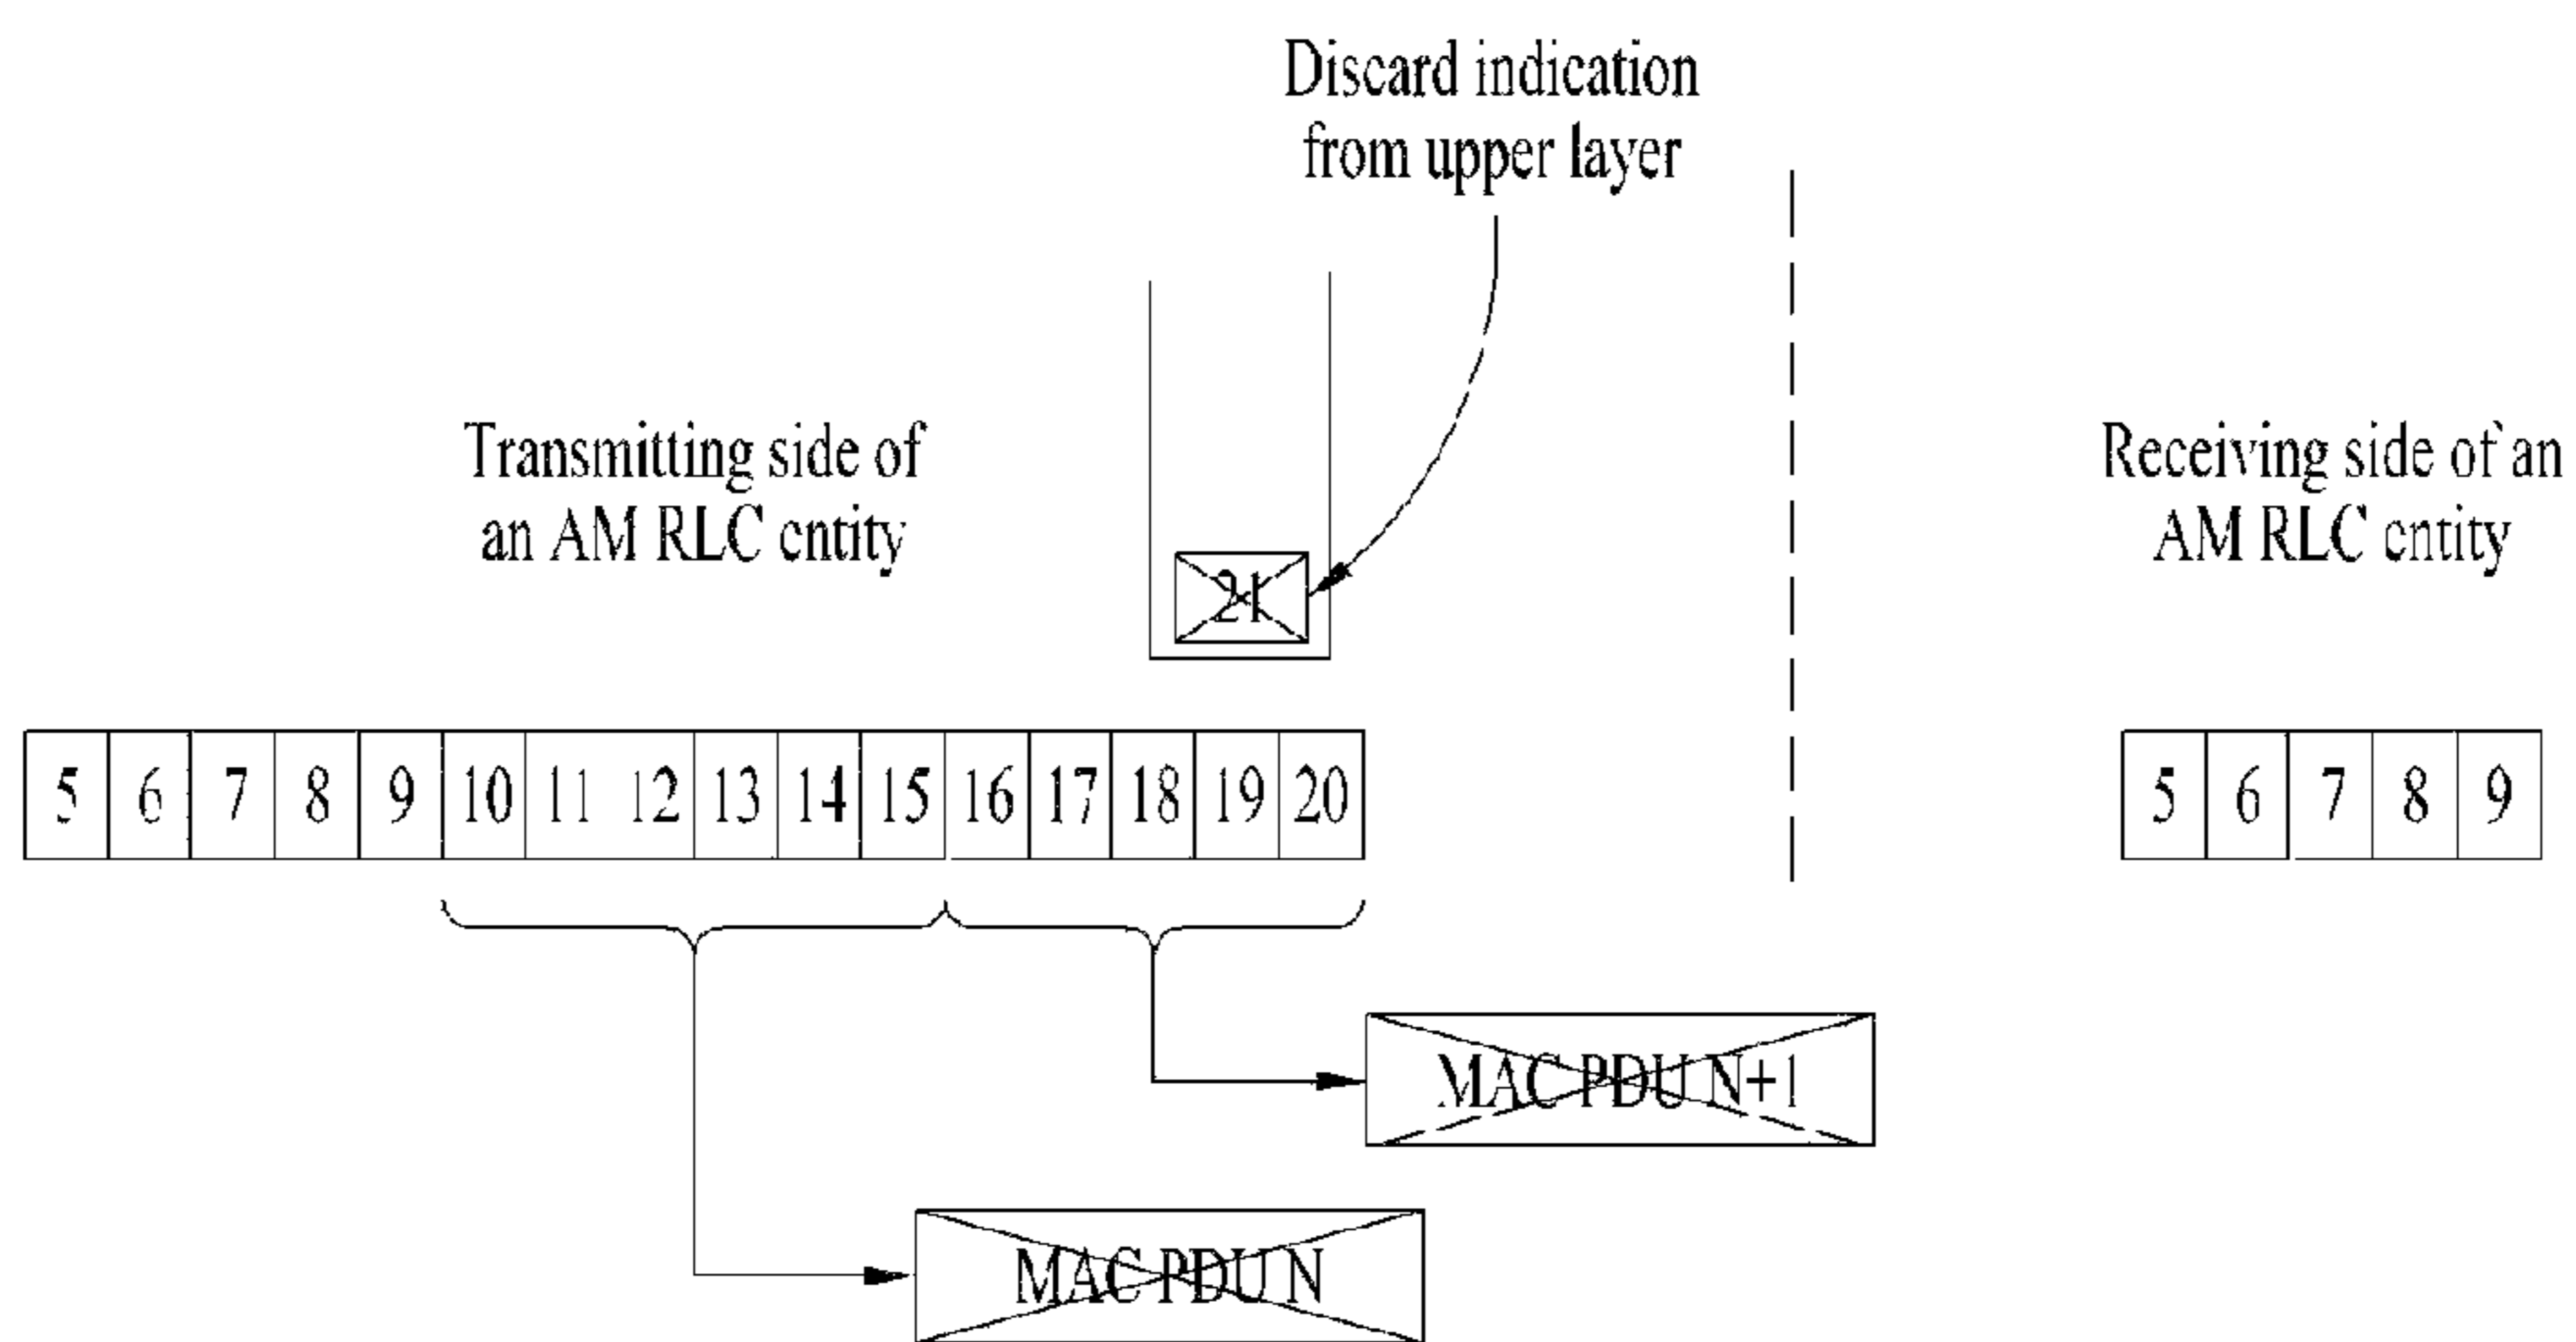 Discard indication
from upper layer
Transmitting side of
an AM RLC entity
Receiving side of an
AM RLC entity
21
5 6 7 8 9 10 11 12 13 14 15 16 17 18 19 20
5 6 7 8 9
MAC PDU N+1
MAC PDU N